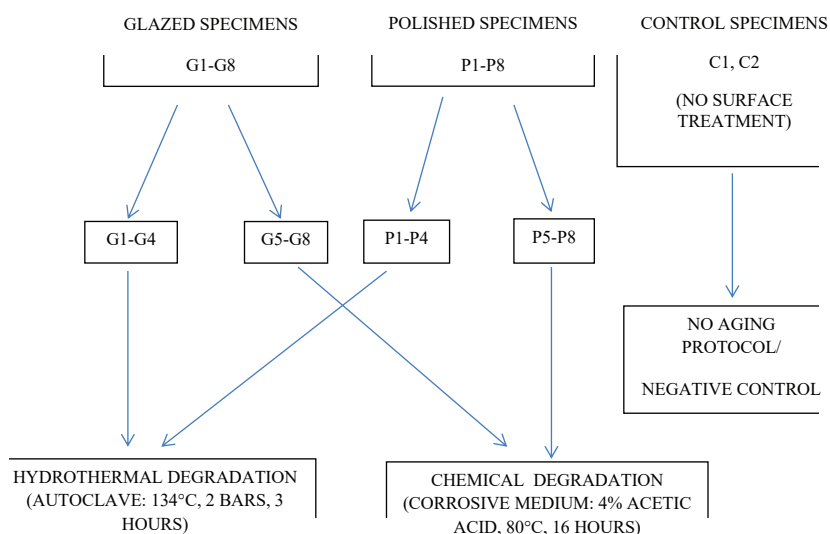 GLAZED SPECIMENS
G1-G8
POLISHED SPECIMENS
P1-P8
CONTROL SPECIMENS
C1, C2
(NO SURFACE
TREATMENT)
G1-G4
G5-G8
P1-P4
P5-P8
NO AGING
PROTOCOL/
NEGATIVE CONTROL
HYDROTHERMAL DEGRADATION
(AUTOCLAVE: 134°C, 2 BARS, 3
HOURS)
CHEMICAL DEGRADATION
(CORROSIVE MEDIUM: 4% ACETIC
ACID, 80°C, 16 HOURS)